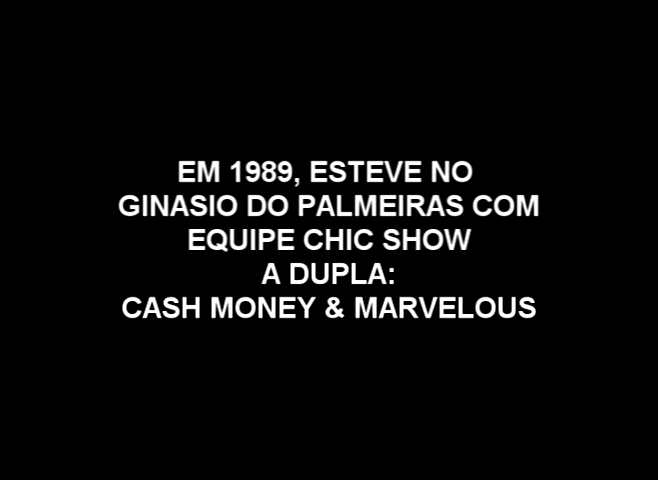 EM 1989, ESTEVE NO
GINASIO DO PALMEIRAS COM
EQUIPE CHIC SHOW
A DUPLA:
CASH MONEY & MARVELOUS